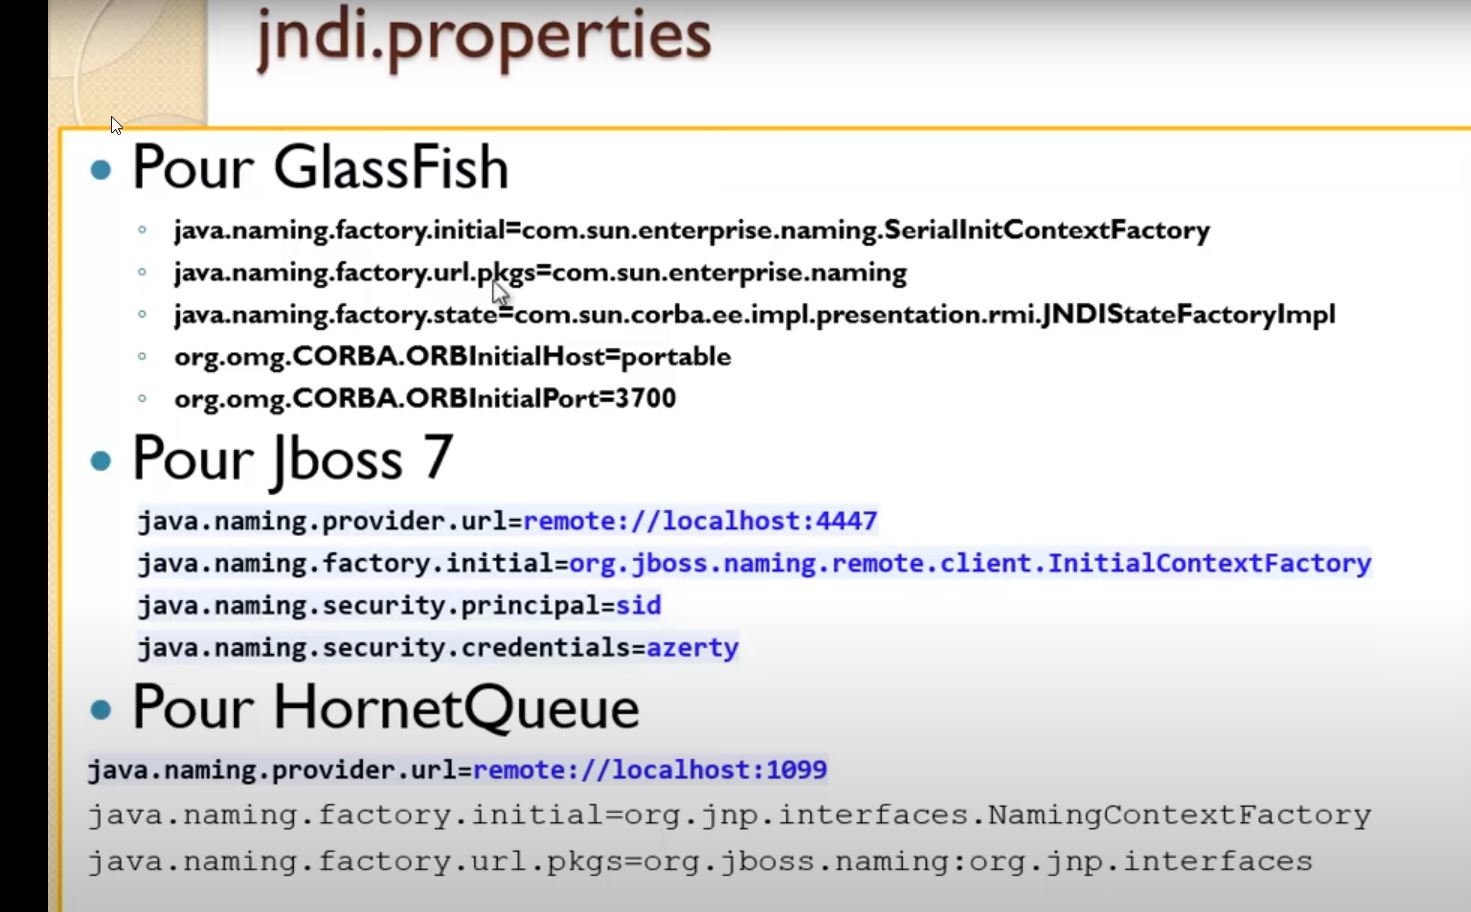 jndi.properties
Pour GlassFish
java.naming.factory.initial=com.sun.enterprise.naming.SerialInitContextFactory
java.naming.factory.url.pkgs=com.sun.enterprise.naming
java.naming.factory.state=com.sun.corba.ee.impl.presentation.rmi.JNDIStateFactoryImpl
org.omg.CORBA.ORBInitialHost=portable
org.omg.CORBA.ORBInitialPort=3700
Pour Jboss 7
java.naming.provider.url=remote://localhost:4447
java.naming.factory.initial=org.jboss.naming.remote.client.InitialContextFactory
java.naming.security.principal=sid
java.naming.security.credentials=azerty
Pour HornetQueue
java.naming.provider.url=remote://localhost:1099
java.naming.factory.initial=org.jnp.interfaces.NamingContextFactory
java.naming.factory.url.pkgs=org.jboss.naming:org.jnp.interfaces